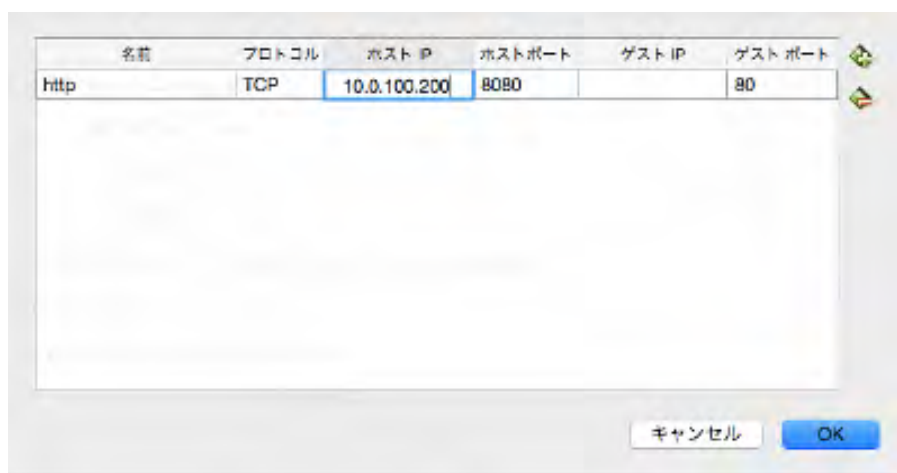 名前 プロトコル ホスト IP ホストポート ゲスト IP ゲスト ポート
http TCP 10.0.100.200 8080 80
キャンセル OK